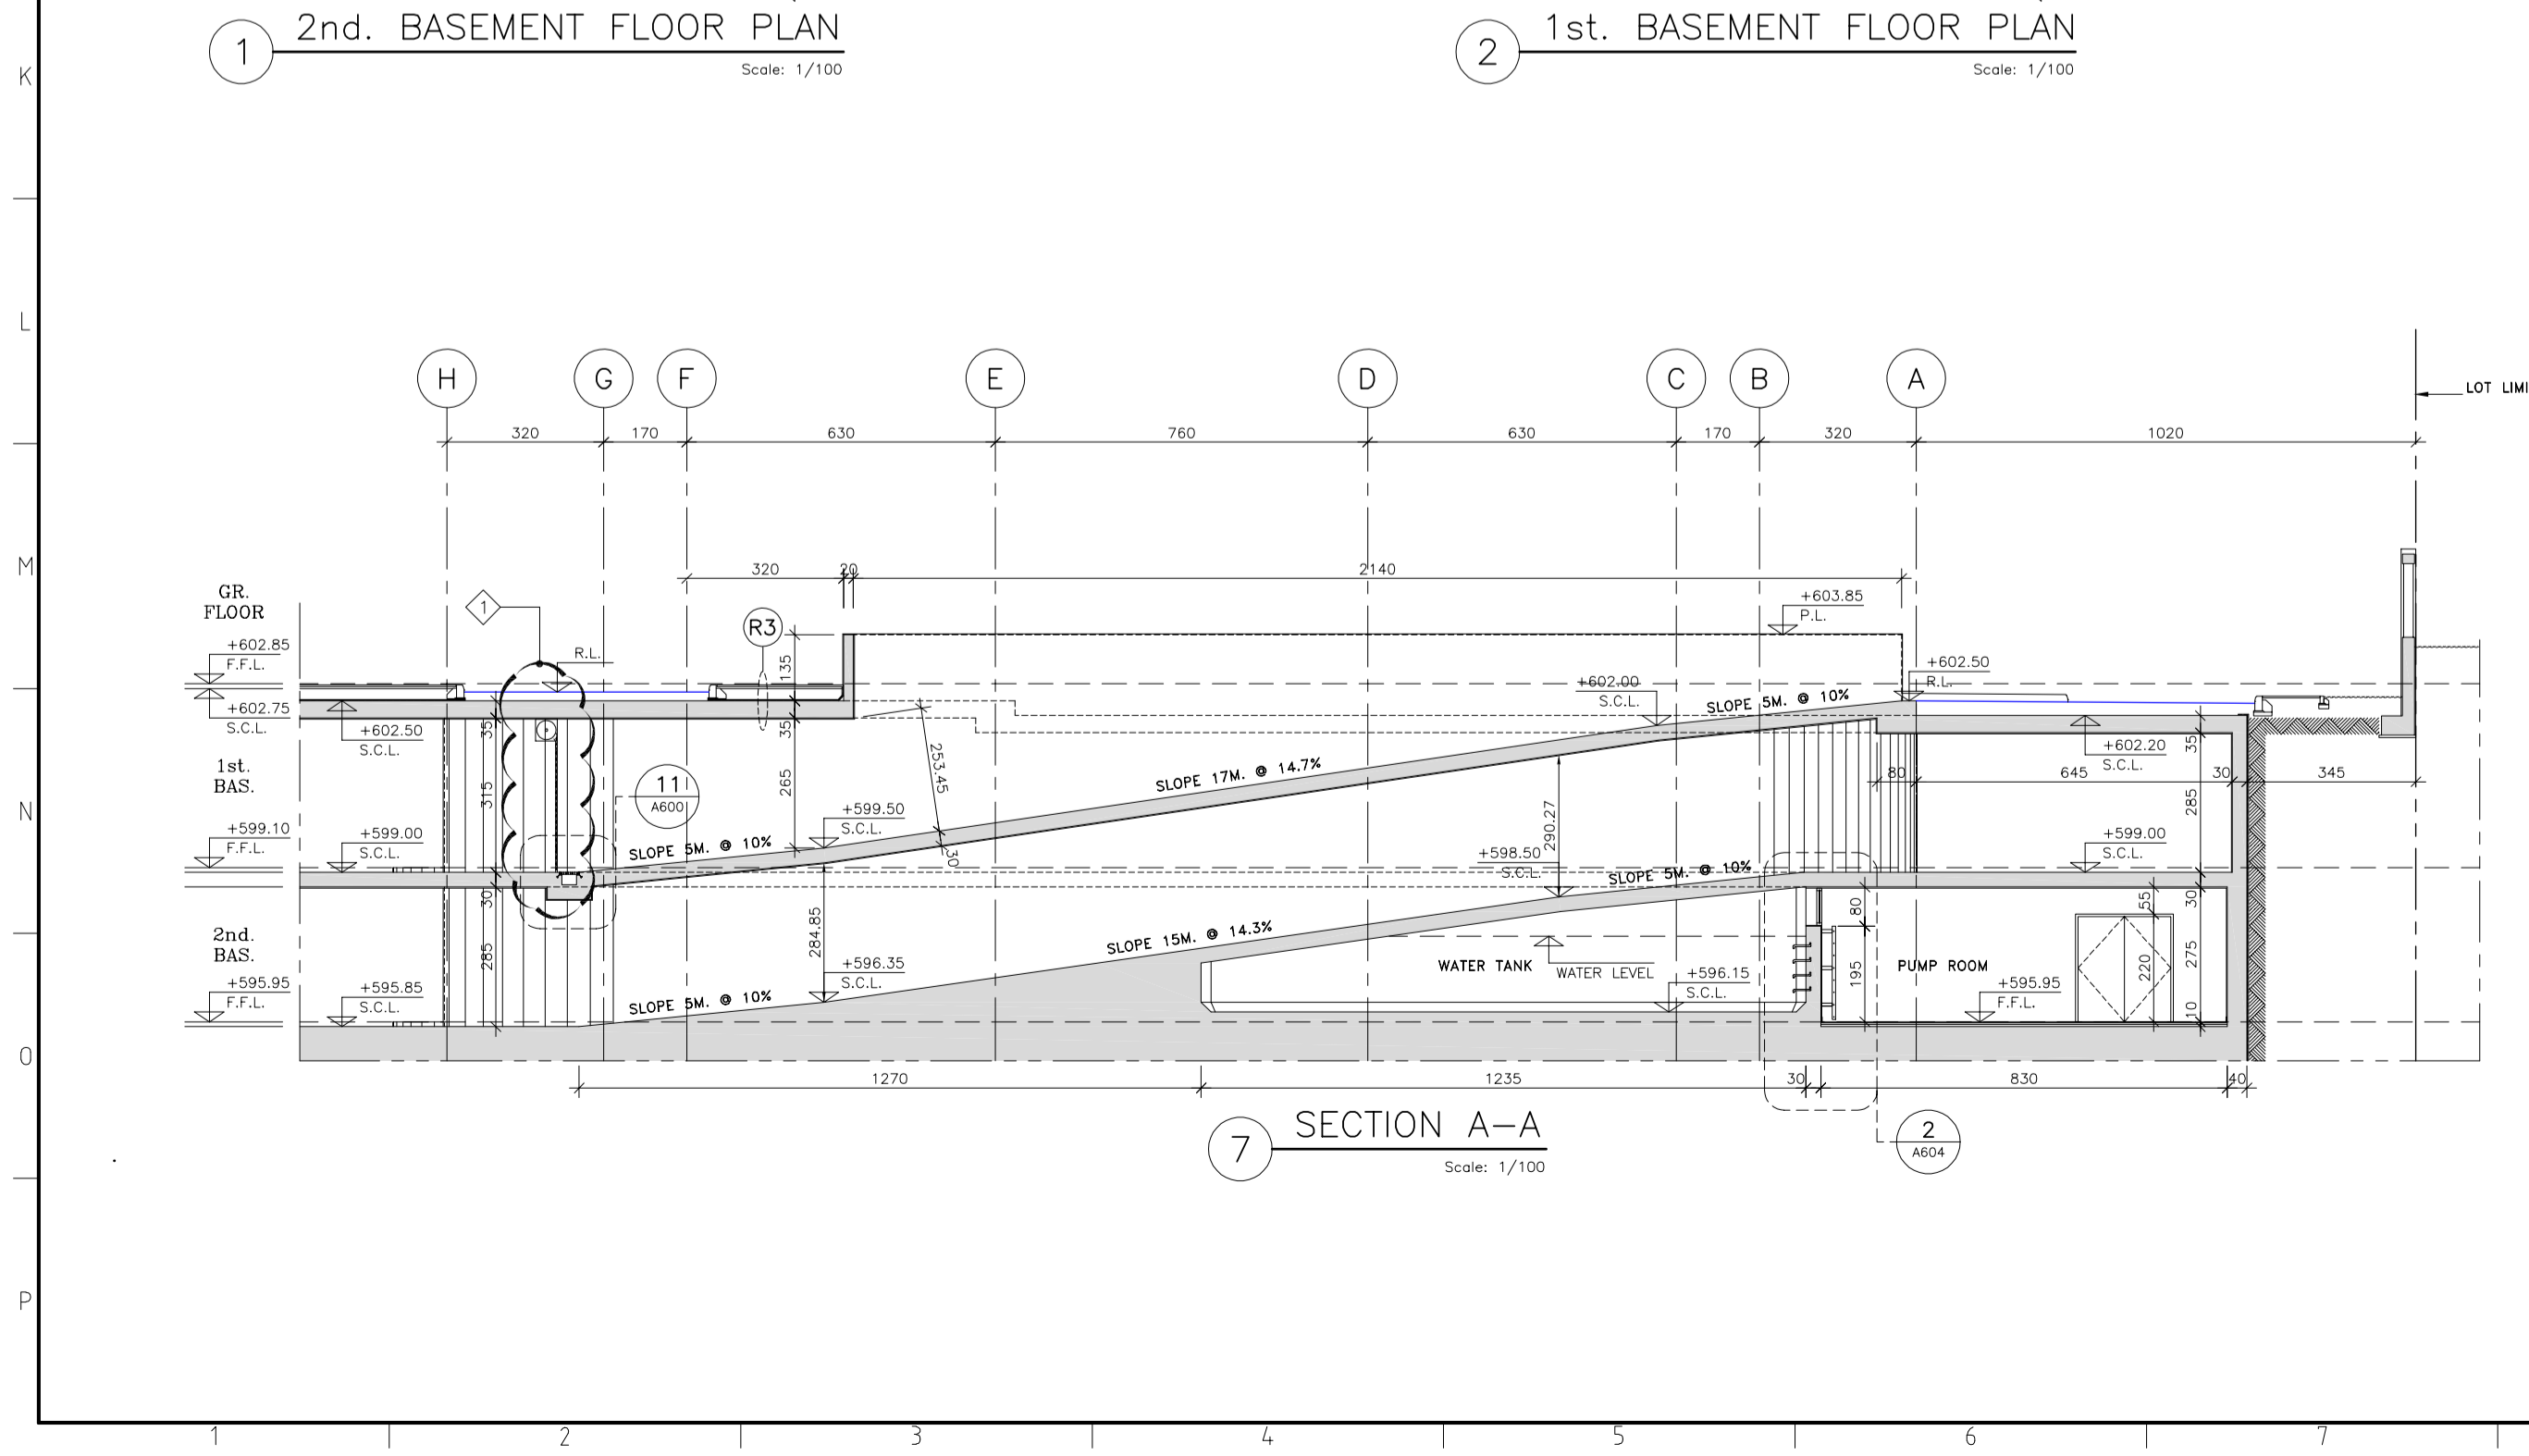 1
2nd. BASEMENT FLOOR PLAN
Scale: 1/100
2
1st. BASEMENT FLOOR PLAN
Scale: 1/100
K
L
M
N
O
P
H
G
F
E
D
C
B
A
LOT LIMI
320
170
630
760
630
170
320
1020
320
20
2140
GR.
FLOOR
+602.85
F.F.L.
+602.75
S.C.L.
+602.50
S.C.L.
1
R.L.
R3
135
+603.85
P.L.
+602.50
R.L.
+602.00
S.C.L.
SLOPE 5M. @ 10%
35
35
253.45
SLOPE 17M. @ 14.7%
35
+602.20
S.C.L.
1st.
BAS.
315
11
A600
265
290.27
80
645
30
345
285
+599.10
F.F.L.
+599.00
S.C.L.
+599.50
S.C.L.
SLOPE 5M. @ 10%
30
+598.50
S.C.L.
SLOPE 5M. @ 10%
+599.00
S.C.L.
30
284.85
80
55
30
2nd.
BAS.
285
SLOPE 15M. @ 14.3%
WATER TANK
WATER LEVEL
PUMP ROOM
195
220
275
+596.35
S.C.L.
+596.15
S.C.L.
+595.95
F.F.L.
+595.85
S.C.L.
SLOPE 5M. @ 10%
+595.95
F.F.L.
10
1270
1235
30
830
40
7
SECTION A-A
Scale: 1/100
2
A604
1
2
3
4
5
6
7